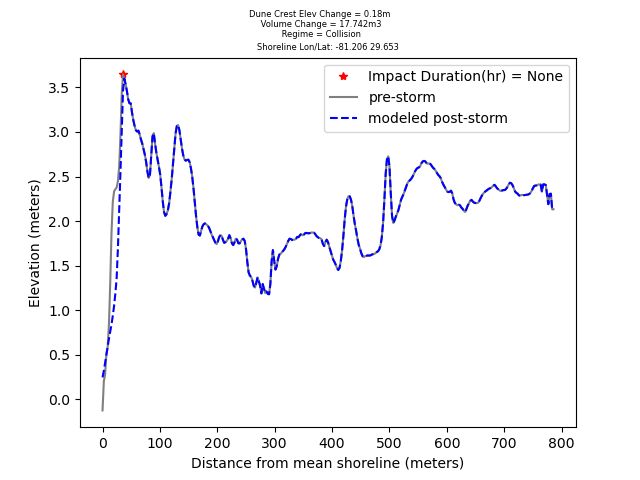 Dune Crest Elev Change = 0.18m
Volume Change = 17.742m3
Regime = Collision
Shoreline Lon/Lat: -81.206 29.653
Impact Duration(hr) = None
pre-storm
modeled post-storm
Elevation (meters)
3.5
3.0
2.5
2.0
1.5
1.0
0.5
0.0
0 100 200 300 400 500 600 700 800
Distance from mean shoreline (meters)